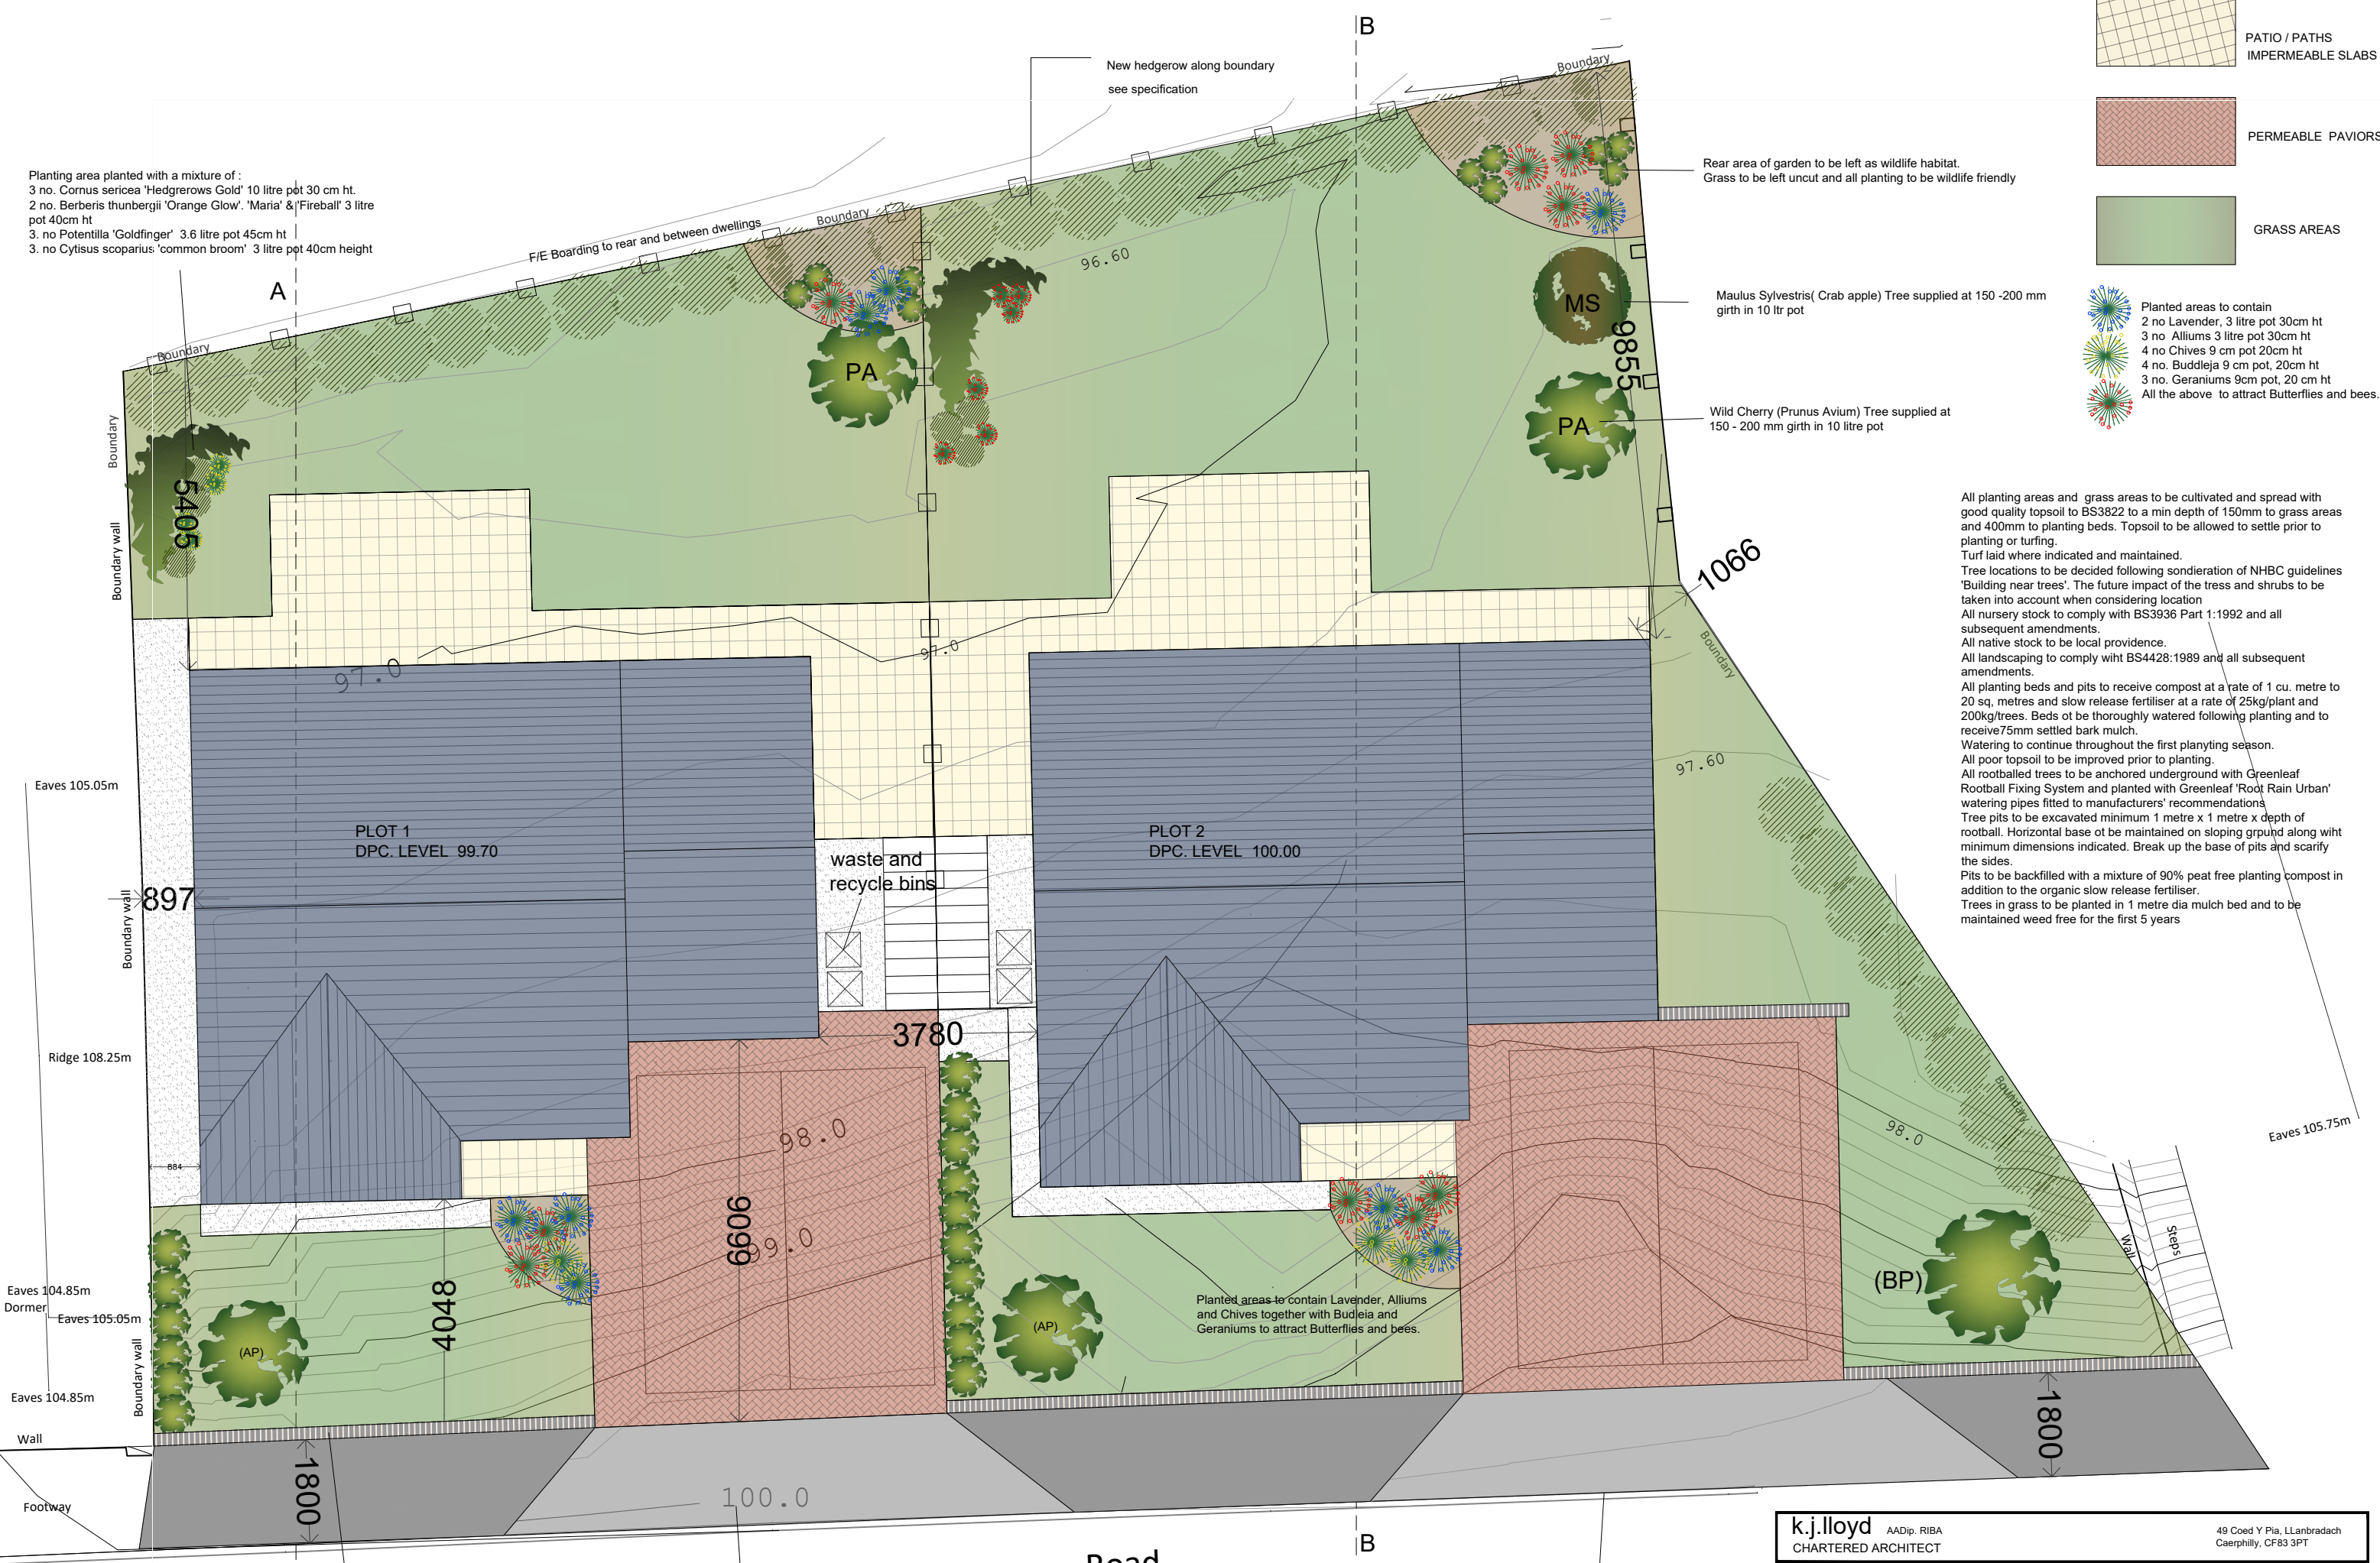 B
New hedgerow along boundary
see specification
Boundary
PATIO / PATHS
IMPERMEABLE SLABS
PERMEABLE PAVIORS
GRASS AREAS
Planting area planted with a mixture of :
3 no. Cornus sericea 'Hedgrerows Gold' 10 litre pot 30 cm ht.
2 no. Berberis thunbergii 'Orange Glow'. 'Maria' & 'Fireball' 3 litre
pot 40cm ht
3. no Potentilla 'Goldfinger' 3.6 litre pot 45cm ht
3. no Cytisus scoparius 'common broom' 3 litre pot 40cm height
Rear area of garden to be left as wildlife habitat.
Grass to be left uncut and all planting to be wildlife friendly
F/E Boarding to rear and between dwellings
Boundary
A
96.60
MS
Maulus Sylvestris( Crab apple) Tree supplied at 150 -200 mm
girth in 10 ltr pot
9855
Planted areas to contain
2 no Lavender, 3 litre pot 30cm ht
3 no Alliums 3 litre pot 30cm ht
4 no Chives 9 cm pot 20cm ht
4 no. Buddleja 9 cm pot, 20cm ht
3 no. Geraniums 9cm pot, 20 cm ht
All the above to attract Butterflies and bees.
Boundary
PA
PA
Wild Cherry (Prunus Avium) Tree supplied at
150 - 200 mm girth in 10 litre pot
Boundary
5405
Boundary wall
1066
All planting areas and grass areas to be cultivated and spread with
good quality topsoil to BS3822 to a min depth of 150mm to grass areas
and 400mm to planting beds. Topsoil to be allowed to settle prior to
planting or turfing.
Turf laid where indicated and maintained.
Tree locations to be decided following sondieration of NHBC guidelines
'Building near trees'. The future impact of the tress and shrubs to be
taken into account when considering location
All nursery stock to comply with BS3936 Part 1:1992 and all
subsequent amendments.
All native stock to be local providence.
All landscaping to comply wiht BS4428:1989 and all subsequent
amendments.
All planting beds and pits to receive compost at a rate of 1 cu. metre to
20 sq, metres and slow release fertiliser at a rate of 25kg/plant and
200kg/trees. Beds ot be thoroughly watered following planting and to
receive75mm settled bark mulch.
Watering to continue throughout the first planyting season.
All poor topsoil to be improved prior to planting.
All rootballed trees to be anchored underground with Greenleaf
Rootball Fixing System and planted with Greenleaf 'Root Rain Urban'
watering pipes fitted to manufacturers' recommendations
Tree pits to be excavated minimum 1 metre x 1 metre x depth of
rootball. Horizontal base ot be maintained on sloping grpund along wiht
minimum dimensions indicated. Break up the base of pits and scarify
the sides.
Pits to be backfilled with a mixture of 90% peat free planting compost in
addition to the organic slow release fertiliser.
Trees in grass to be planted in 1 metre dia mulch bed and to be
maintained weed free for the first 5 years
97.0
97.0
Boundary
97.60
Eaves 105.05m
PLOT 1
DPC. LEVEL 99.70
waste and
recycle bins
PLOT 2
DPC. LEVEL 100.00
897
Boundary wall
3780
Ridge 108.25m
Boundary
98.0
Eaves 105.75m
884
98.0
99.0
6606
4048
Wall
Steps
(BP)
Eaves 104.85m
Dormer
Eaves 105.05m
Planted areas to contain Lavender, Alliums
and Chives together with Budleia and
Geraniums to attract Butterflies and bees.
(AP)
(AP)
Boundary wall
Eaves 104.85m
Wall
1800
1800
Footway
100.0
B
Road
k.j.lloyd AADip. RIBA
CHARTERED ARCHITECT
49 Coed Y Pia, LLanbradach
Caerphilly, CF83 3PT